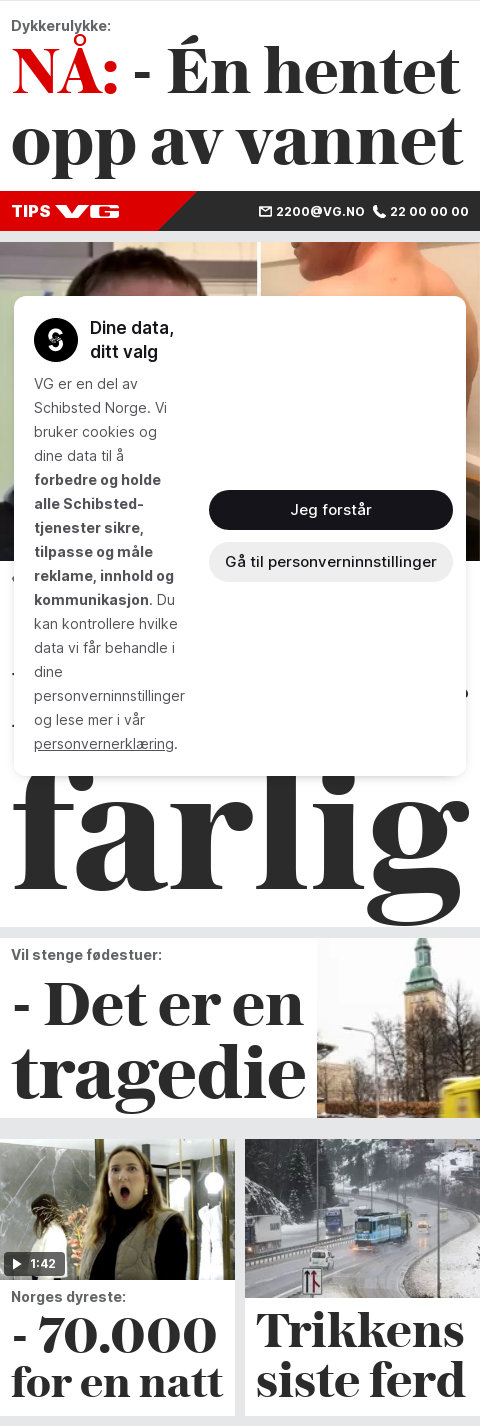 Dykkerulykke:
NÅ: - Én hentet
opp av vannet
TIPS VG 2200@VG.NO 22 00 00 00
Dine data,
ditt valg
VG er en del av
Schibsted Norge. Vi
bruker cookies og
dine data til å
forbedre og holde
alle Schibsted-
tjenester sikre,
tilpasse og måle
reklame, innhold og
kommunikasjon. Du
kan kontrollere hvilke
data vi får behandle i
dine
personverninnstillinger
og lese mer i vår
personvernerklæring.
Jeg forstår
Gå til personverninnstillinger
farlig
Vil stenge fødestuer:
- Det er en
tragedie
1:42
Norges dyreste:
- 70.000
for en natt
Trikkens
siste ferd